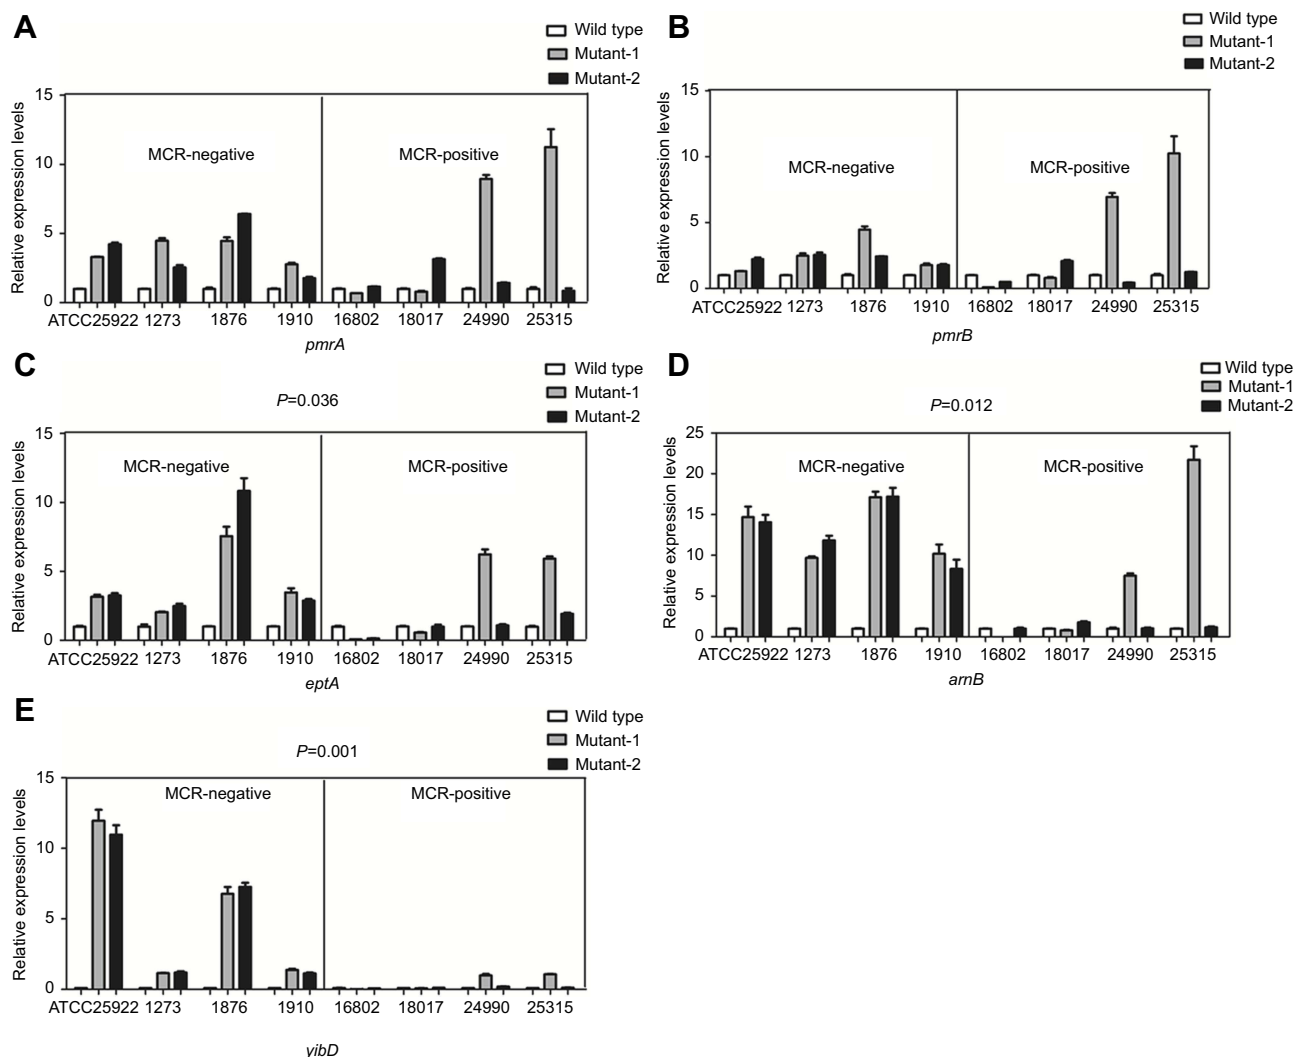 A
Wild type
Mutant-1
Mutant-2
Relative expression levels
15
10
5
0
MCR-negative
MCR-positive
ATCC25922 1273 1876 1910 16802 18017 24990 25315
pmrA
B
Wild type
Mutant-1
Mutant-2
Relative expression levels
15
10
5
0
MCR-negative
MCR-positive
ATCC25922 1273 1876 1910 16802 18017 24990 25315
pmrB
C
Wild type
Mutant-1
Mutant-2
P=0.036
Relative expression levels
15
10
5
0
MCR-negative
MCR-positive
ATCC25922 1273 1876 1910 16802 18017 24990 25315
eptA
D
Wild type
Mutant-1
Mutant-2
P=0.012
Relative expression levels
25
20
15
10
5
0
MCR-negative
MCR-positive
ATCC25922 1273 1876 1910 16802 18017 24990 25315
arnB
E
Wild type
Mutant-1
Mutant-2
P=0.001
Relative expression levels
15
10
5
0
MCR-negative
MCR-positive
ATCC25922 1273 1876 1910 16802 18017 24990 25315
yibD